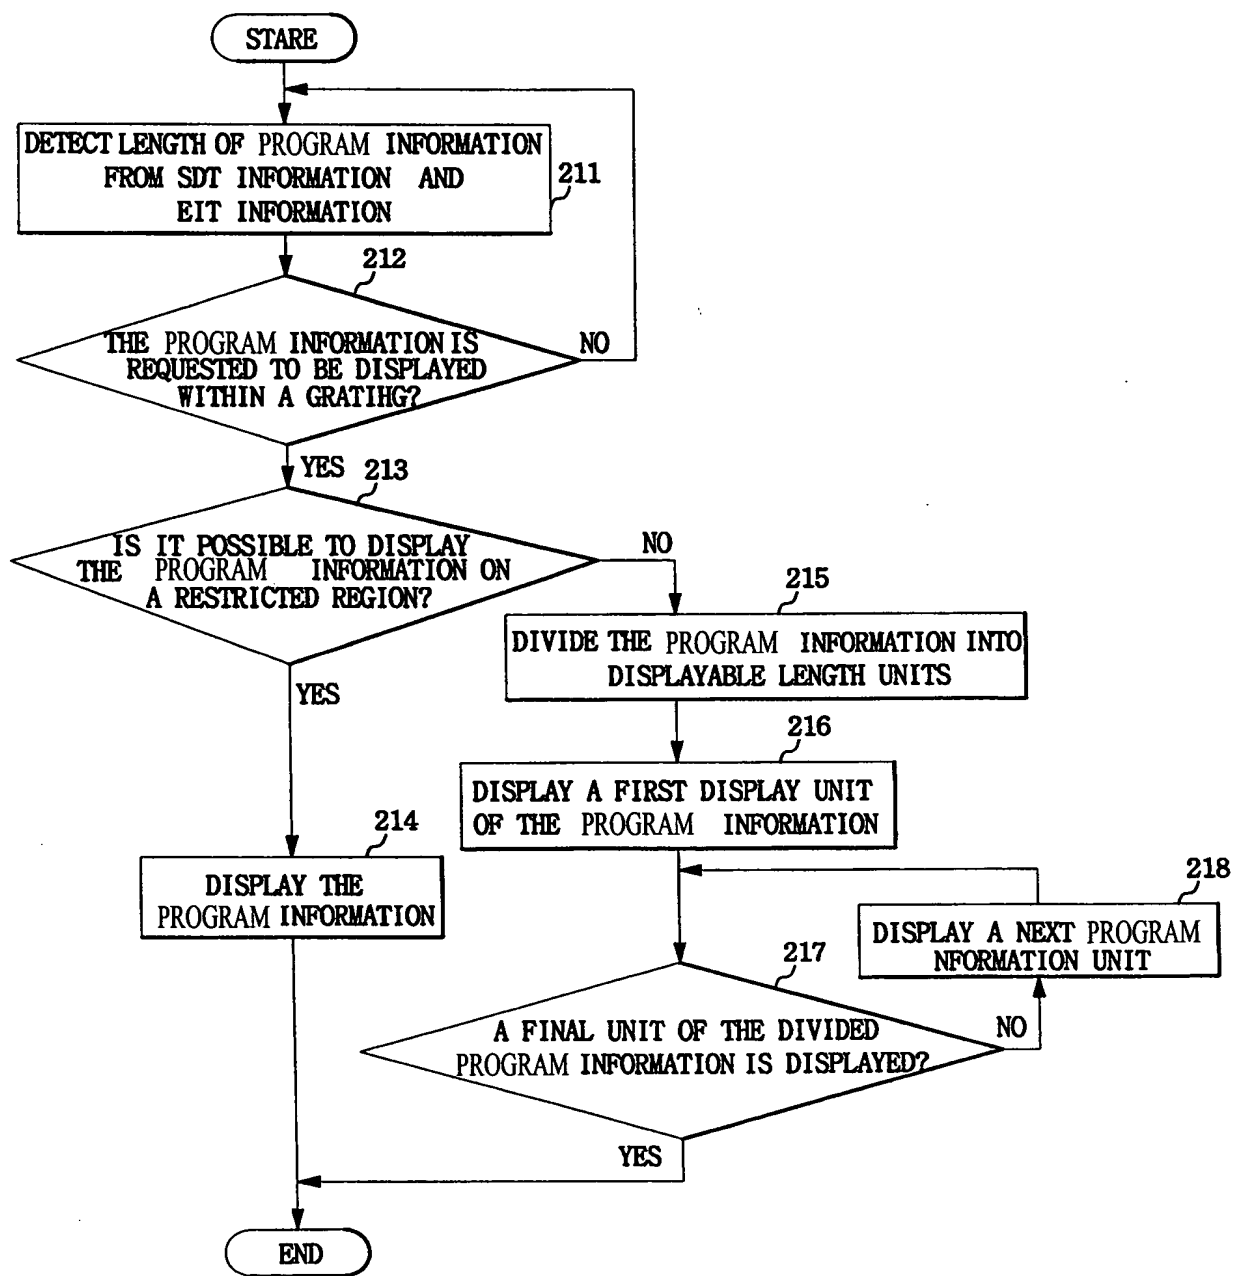 STARE
DETECT LENGTH OF PROGRAM INFORMATION
FROM SDT INFORMATION AND
EIT INFORMATION
211
212
THE PROGRAM INFORMATION IS
REQUESTED TO BE DISPLAYED
WITHIN A GRATIHG?
NO
YES
213
IS IT POSSIBLE TO DISPLAY
THE PROGRAM INFORMATION ON
A RESTRICTED REGION?
NO
YES
215
DIVIDE THE PROGRAM INFORMATION INTO
DISPLAYABLE LENGTH UNITS
216
DISPLAY A FIRST DISPLAY UNIT
OF THE PROGRAM INFORMATION
214
DISPLAY THE
PROGRAM INFORMATION
218
DISPLAY A NEXT PROGRAM
NFORMATION UNIT
217
A FINAL UNIT OF THE DIVIDED
PROGRAM INFORMATION IS DISPLAYED?
NO
YES
END